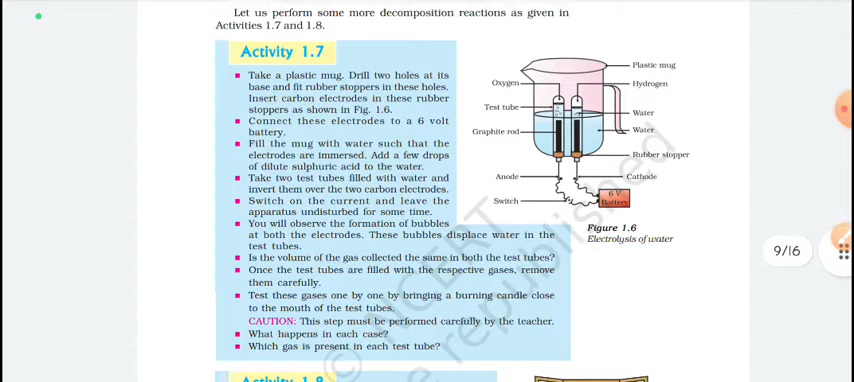 Let us perform some more decomposition reactions as given in
Activities 1.7 and 1.8.
Activity 1.7
■ Take a plastic mug. Drill two holes at its
base and fit rubber stoppers in these holes.
Insert carbon electrodes in these rubber
stoppers as shown in Fig. 1.6.
■ Connect these electrodes to a 6 volt
battery.
■ Fill the mug with water such that the
electrodes are immersed. Add a few drops
of dilute sulphuric acid to the water.
■ Take two test tubes filled with water and
invert them over the two carbon electrodes.
■ Switch on the current and leave the
apparatus undisturbed for some time.
■ You will observe the formation of bubbles
at both the electrodes. These bubbles displace water in the
test tubes.
■ Is the volume of the gas collected the same in both the test tubes?
■ Once the test tubes are filled with the respective gases, remove
them carefully.
■ Test these gases one by one by bringing a burning candle close
to the mouth of the test tubes.
CAUTION: This step must be performed carefully by the teacher.
■ What happens in each case?
■ Which gas is present in each test tube?
Plastic mug
Oxygen
Hydrogen
Test tube
Water
Graphite rod
Water
Rubber stopper
Anode
Cathode
6 V
Battery
Switch
Figure 1.6
Electrolysis of water
9/16
© NCERT
be republished
Activity 1.8